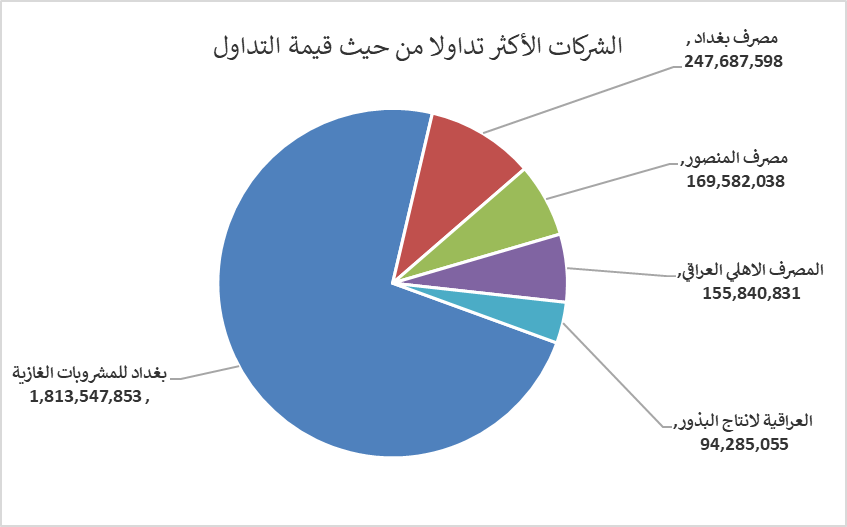 الشركات الأكثر تداولا من حيث قيمة التداول
مصرف بغداد ,
247,687,598
مصرف المنصور,
169,582,038
المصرف الاهلي العراقي,
155,840,831
العراقية لانتاج البذور,
94,285,055
بغداد للمشروبات الغازية
, 1,813,547,853